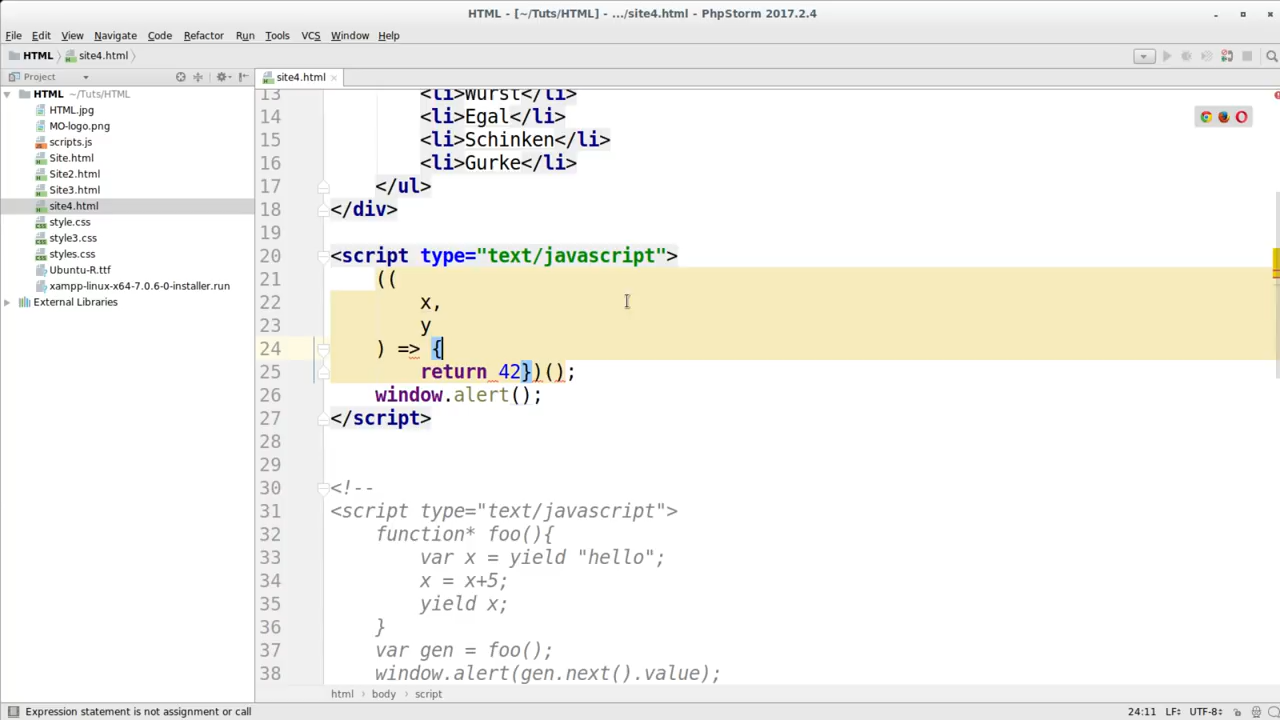 HTML - [~/Tuts/HTML] - .../site4.html - PhpStorm 2017.2.4
File Edit View Navigate Code Refactor Run Tools VCS Window Help
HTML site4.html
Project site4.html
HTML ~/Tuts/HTML
HTML.jpg
MO-logo.png
scripts.js
Site.html
Site2.html
Site3.html
site4.html
style.css
style3.css
styles.css
Ubuntu-R.ttf
xampp-linux-x64-7.0.6-0-installer.run
External Libraries
13 <li>Wurst</li>
14 <li>Egal</li>
15 <li>Schinken</li>
16 <li>Gurke</li>
17 </ul>
18 </div>
19
20 <script type="text/javascript">
21 ((
22 x,
23 y
24 ) => {
25 return 42})();
26 window.alert();
27 </script>
28
29
30 <!--
31 <script type="text/javascript">
32 function* foo(){
33 var x = yield "hello";
34 x = x+5;
35 yield x;
36 }
37 var gen = foo();
38 window.alert(gen.next().value);
html body script
Expression statement is not assignment or call 24:11 LF: UTF-8: